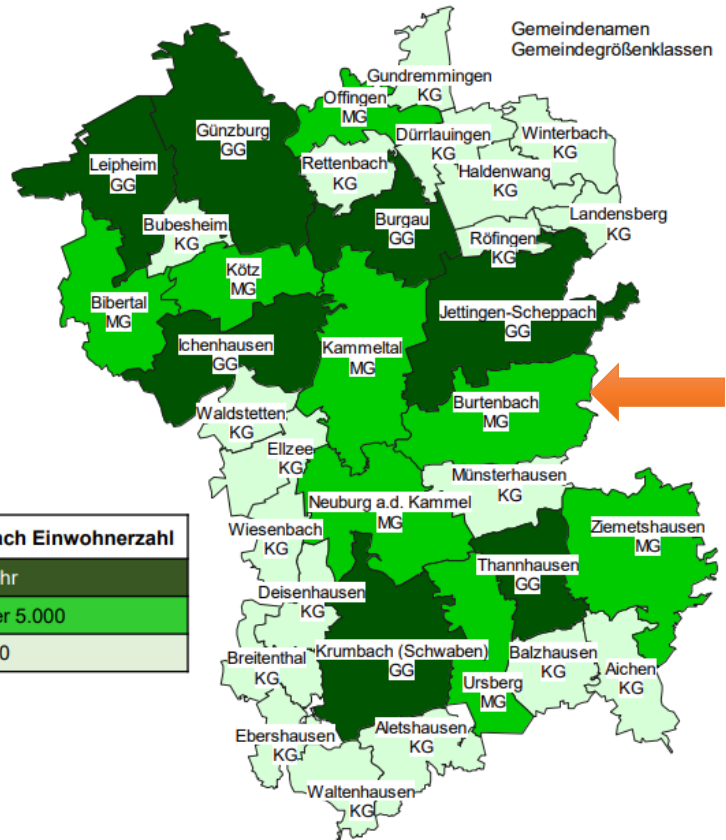 Gemeindenamen
Gemeindegrößenklassen
Gundremmingen
KG
Offingen
MG
Günzburg
GG
Dürrlauingen
KG
Winterbach
KG
Leipheim
GG
Rettenbach
KG
Haldenwang
KG
Bubesheim
KG
Burgau
GG
Landensberg
KG
Röfingen
KG
Kötz
MG
Bibertal
MG
Jettingen-Scheppach
GG
Ichenhausen
GG
Kammeltal
MG
Waldstetten
KG
Burtenbach
MG
Ellzee
KG
Münsterhausen
KG
Neuburg a.d. Kammel
MG
Ziemetshausen
MG
Wiesenbach
KG
ach Einwohnerzahl
hr
er 5.000
0
Thannhausen
GG
Deisenhausen
KG
Breitenthal
KG
Krumbach (Schwaben)
GG
Balzhausen
KG
Aichen
KG
Ursberg
MG
Ebershausen
KG
Aletshausen
KG
Waltenhausen
KG